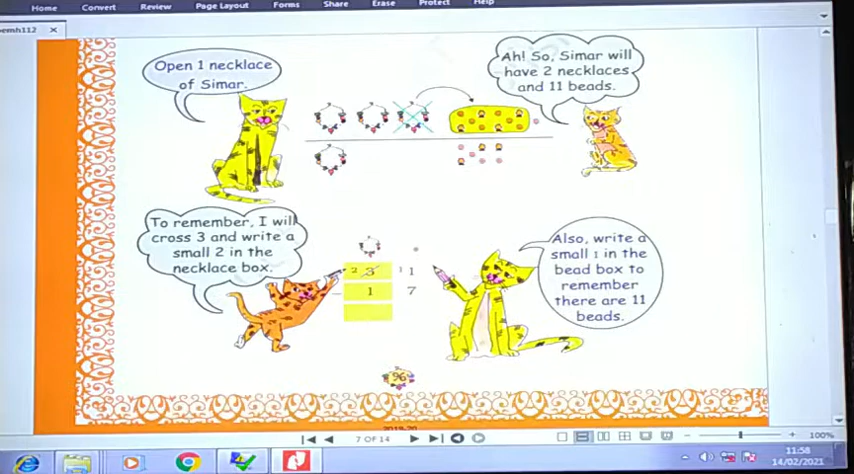 Home Convert Review Page Layout Forms Share Erase Protect Help
emh112
Open 1 necklace
of Simar.
Ah! So, Simar will
have 2 necklaces
and 11 beads.
To remember, I will
cross 3 and write a
small 2 in the
necklace box.
2 3 1 1
- 1 7
Also, write a
small 1 in the
bead box to
remember
there are 11
beads.
96
2019-20
7 OF 14
100%
11:58
14/02/2021